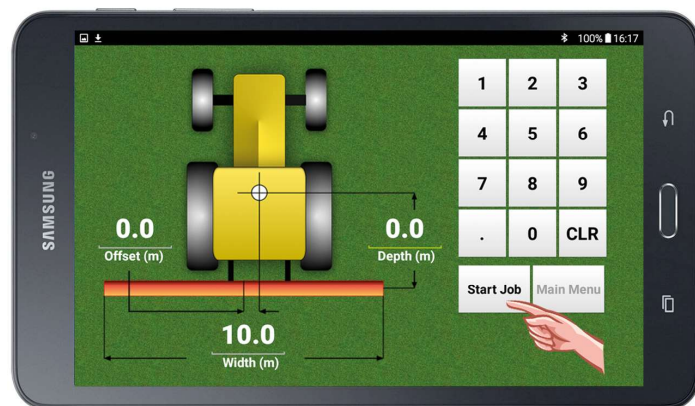 SAMSUNG
100% 16:17
1 2 3
4 5 6
7 8 9
. 0 CLR
0.0
Offset (m)
0.0
Depth (m)
Start Job Main Menu
10.0
Width (m)